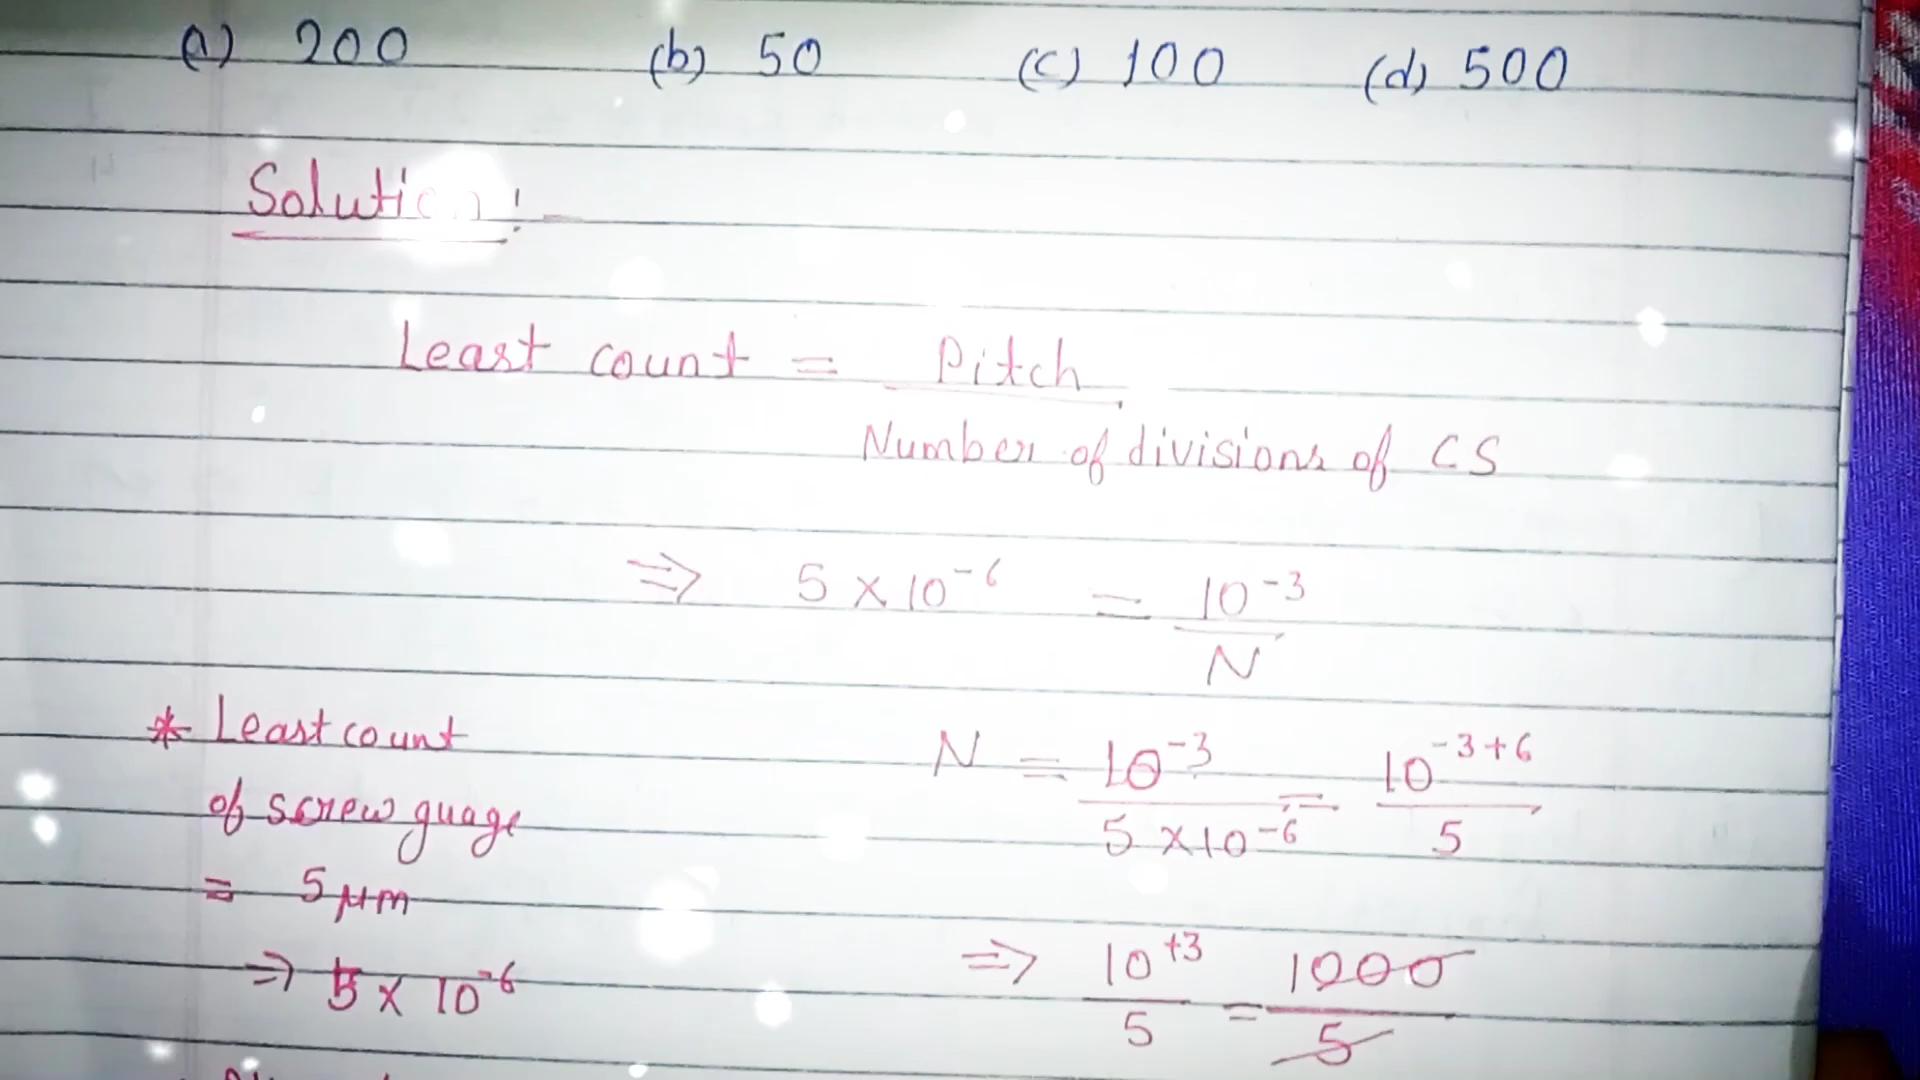 (a) 200 (b) 50 (c) 100 (d) 500
Solution :-
Least count = Pitch
Number of divisions of CS
⇒ 5 × 10⁻⁶ = 10⁻³
N
* Least count
of screw guage
= 5 μm
⇒ 5 × 10⁻⁶
N = 10⁻³ = 10⁻³⁺⁶
5 × 10⁻⁶ 5
⇒ 10⁺³ = 1000
5 5